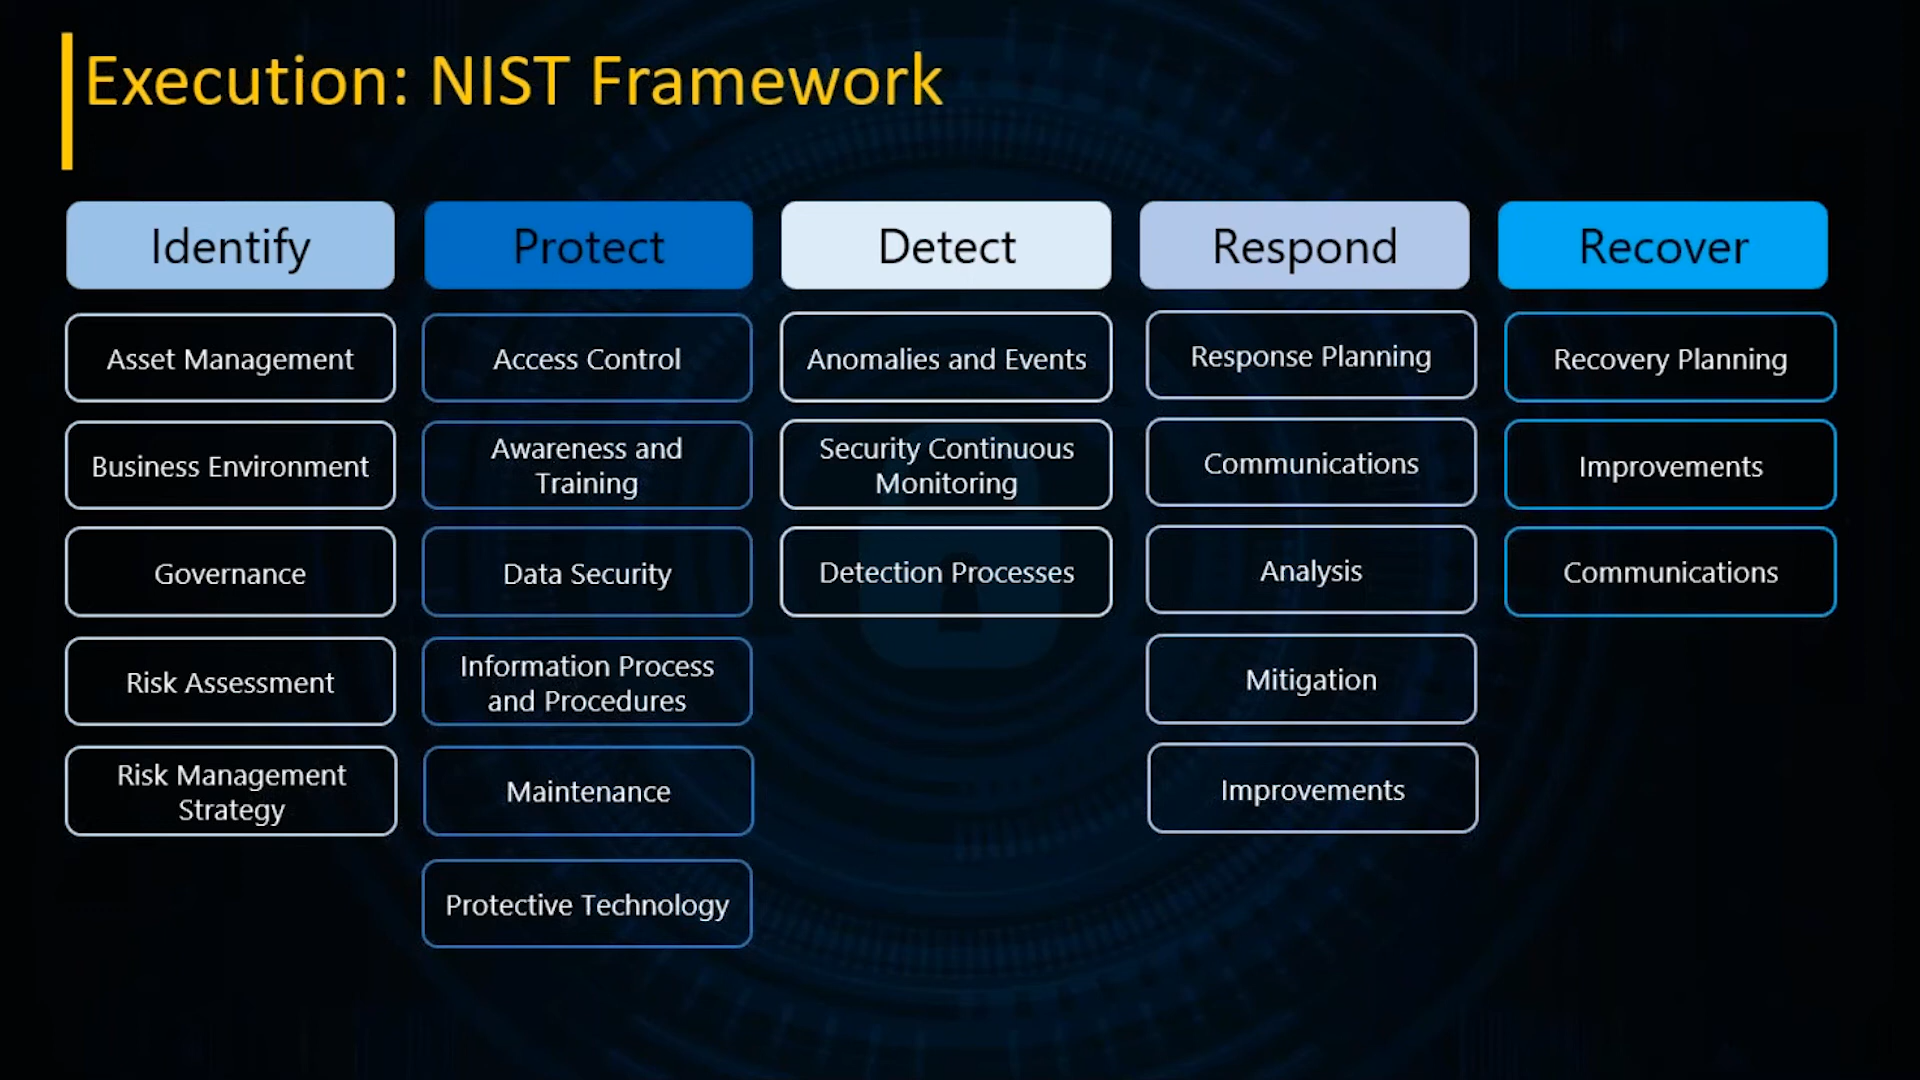 Execution: NIST Framework
Identify
Protect
Detect
Respond
Recover
Asset Management
Business Environment
Governance
Risk Assessment
Risk Management
Strategy
Access Control
Awareness and
Training
Data Security
Information Process
and Procedures
Maintenance
Protective Technology
Anomalies and Events
Security Continuous
Monitoring
Detection Processes
Response Planning
Communications
Analysis
Mitigation
Improvements
Recovery Planning
Improvements
Communications